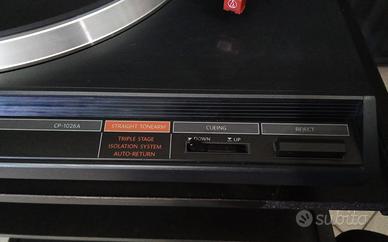 CP-1026A
STRAIGHT TONEARM
TRIPLE STAGE
ISOLATION SYSTEM
AUTO-RETURN
CUEING
DOWN
UP
REJECT
subito